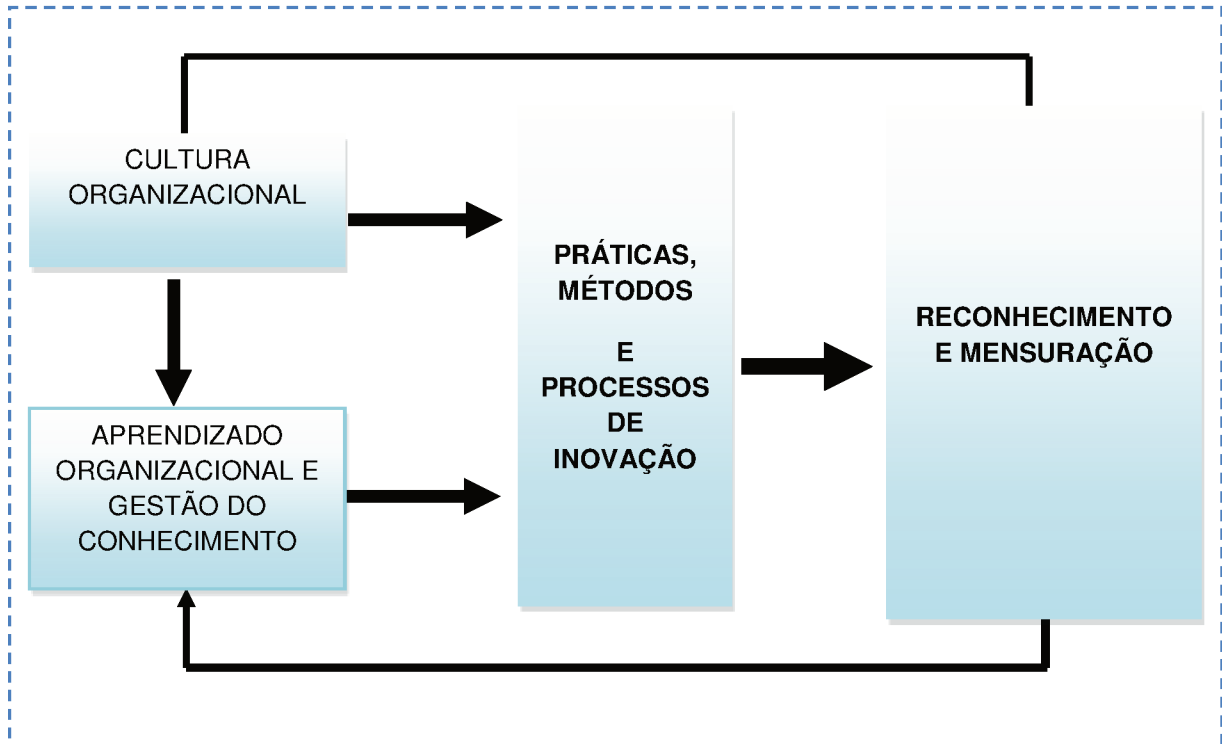 CULTURA
ORGANIZACIONAL
APRENDIZADO
ORGANIZACIONAL E
GESTÃO DO
CONHECIMENTO
PRÁTICAS,
MÉTODOS
E
PROCESSOS
DE
INOVAÇÃO
RECONHECIMENTO
E MENSURAÇÃO